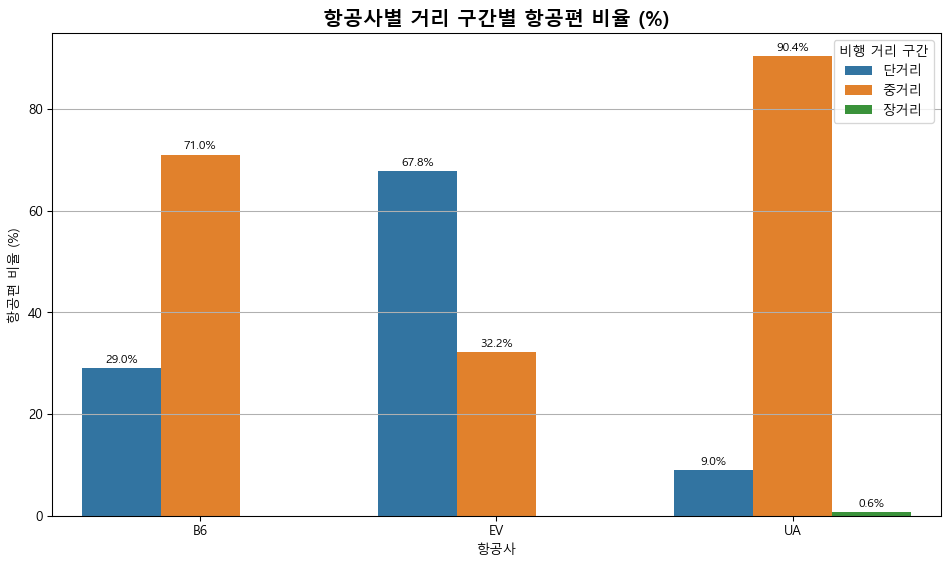 항공사별 거리 구간별 항공편 비율 (%)
비행 거리 구간
단거리
중거리
장거리
항공편 비율 (%)
80
60
40
20
0
29.0%
71.0%
67.8%
32.2%
9.0%
90.4%
0.6%
B6
EV
UA
항공사